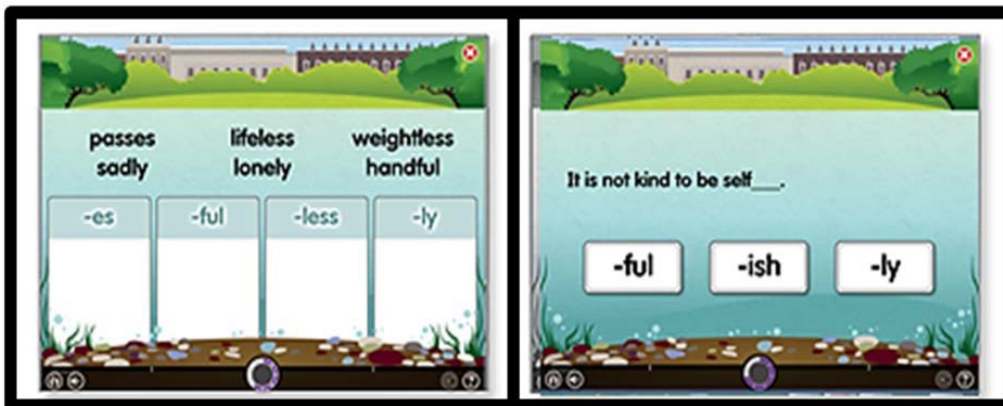 passes lifeless weightless
sadly lonely handful
-es -ful -less -ly
It is not kind to be self___.
-ful -ish -ly